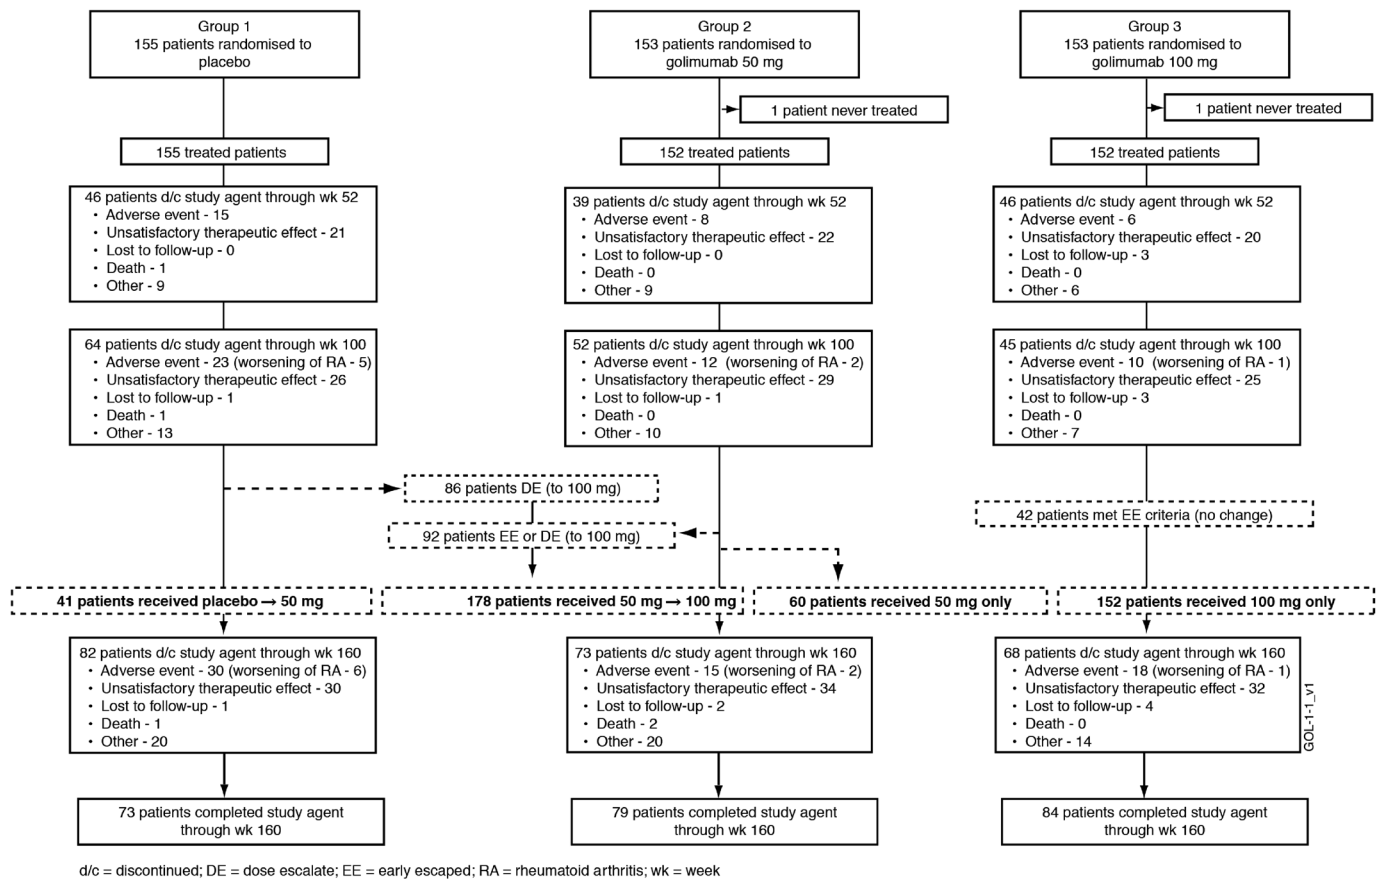 Group 1
155 patients randomised to
placebo
Group 2
153 patients randomised to
golimumab 50 mg
Group 3
153 patients randomised to
golimumab 100 mg
1 patient never treated
1 patient never treated
155 treated patients
152 treated patients
152 treated patients
46 patients d/c study agent through wk 52
• Adverse event - 15
• Unsatisfactory therapeutic effect - 21
• Lost to follow-up - 0
• Death - 1
• Other - 9
39 patients d/c study agent through wk 52
• Adverse event - 8
• Unsatisfactory therapeutic effect - 22
• Lost to follow-up - 0
• Death - 0
• Other - 9
46 patients d/c study agent through wk 52
• Adverse event - 6
• Unsatisfactory therapeutic effect - 20
• Lost to follow-up - 3
• Death - 0
• Other - 6
64 patients d/c study agent through wk 100
• Adverse event - 23 (worsening of RA - 5)
• Unsatisfactory therapeutic effect - 26
• Lost to follow-up - 1
• Death - 1
• Other - 13
52 patients d/c study agent through wk 100
• Adverse event - 12 (worsening of RA - 2)
• Unsatisfactory therapeutic effect - 29
• Lost to follow-up - 1
• Death - 0
• Other - 10
45 patients d/c study agent through wk 100
• Adverse event - 10 (worsening of RA - 1)
• Unsatisfactory therapeutic effect - 25
• Lost to follow-up - 3
• Death - 0
• Other - 7
86 patients DE (to 100 mg)
92 patients EE or DE (to 100 mg)
42 patients met EE criteria (no change)
41 patients received placebo → 50 mg
178 patients received 50 mg → 100 mg
60 patients received 50 mg only
152 patients received 100 mg only
82 patients d/c study agent through wk 160
• Adverse event - 30 (worsening of RA - 6)
• Unsatisfactory therapeutic effect - 30
• Lost to follow-up - 1
• Death - 1
• Other - 20
73 patients d/c study agent through wk 160
• Adverse event - 15 (worsening of RA - 2)
• Unsatisfactory therapeutic effect - 34
• Lost to follow-up - 2
• Death - 2
• Other - 20
68 patients d/c study agent through wk 160
• Adverse event - 18 (worsening of RA - 1)
• Unsatisfactory therapeutic effect - 32
• Lost to follow-up - 4
• Death - 0
• Other - 14
GOL-1-1_v1
73 patients completed study agent
through wk 160
79 patients completed study agent
through wk 160
84 patients completed study agent
through wk 160
d/c = discontinued; DE = dose escalate; EE = early escaped; RA = rheumatoid arthritis; wk = week